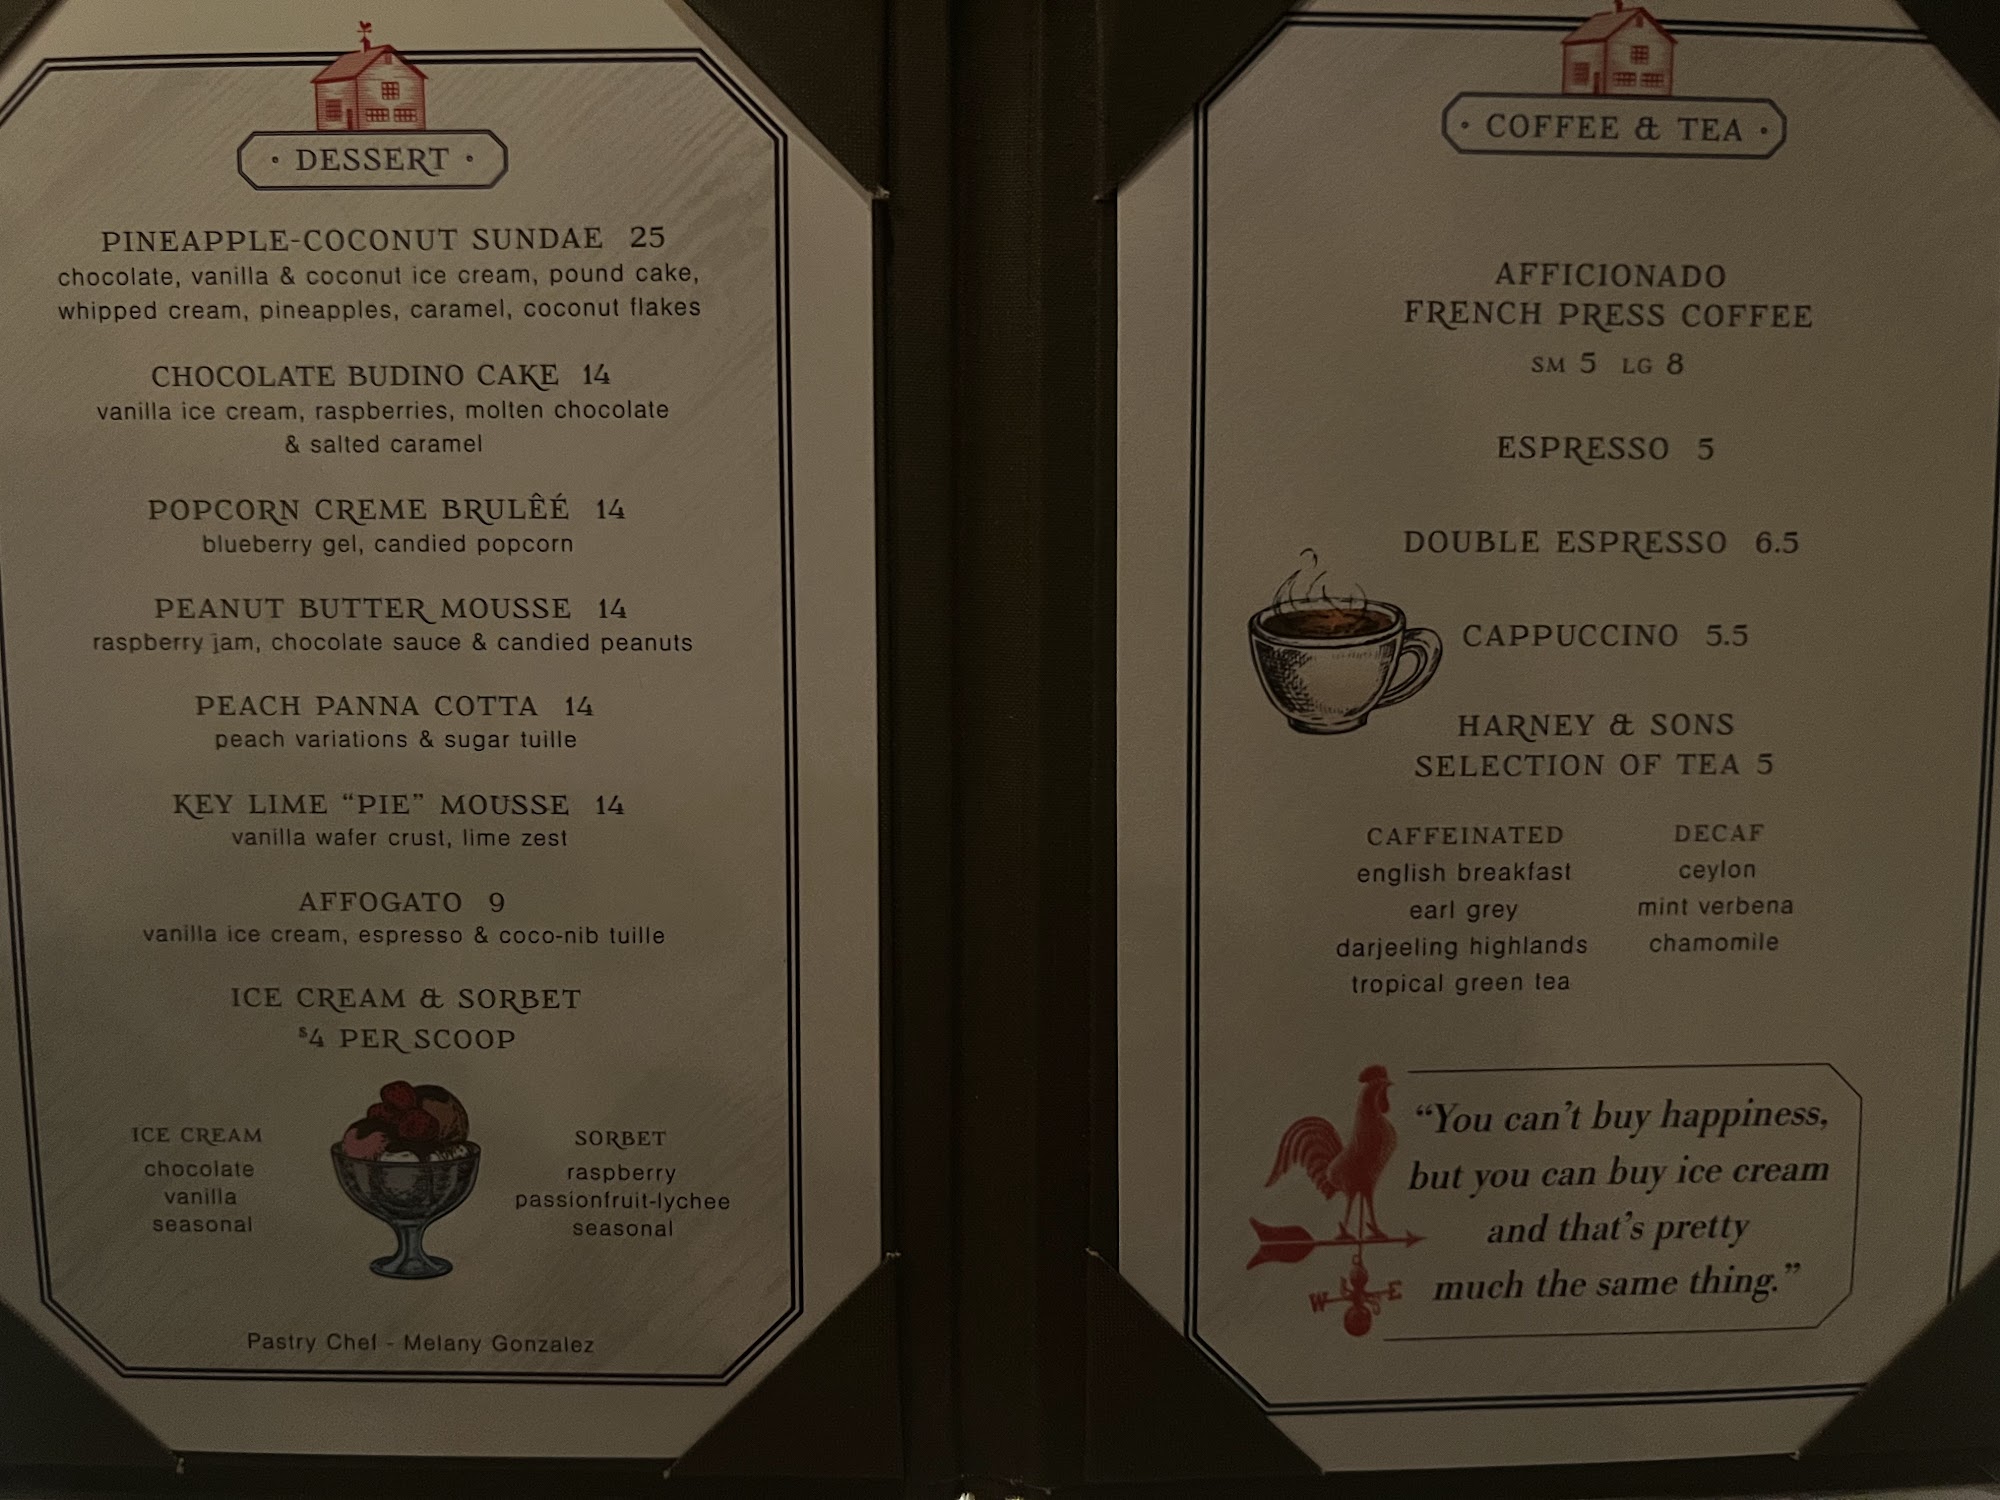 · DESSERT ·
PINEAPPLE-COCONUT SUNDAE 25
chocolate, vanilla & coconut ice cream, pound cake,
whipped cream, pineapples, caramel, coconut flakes
CHOCOLATE BUDINO CAKE 14
vanilla ice cream, raspberries, molten chocolate
& salted caramel
POPCORN CREME BRULÊÉ 14
blueberry gel, candied popcorn
PEANUT BUTTER MOUSSE 14
raspberry jam, chocolate sauce & candied peanuts
PEACH PANNA COTTA 14
peach variations & sugar tuille
KEY LIME “PIE” MOUSSE 14
vanilla wafer crust, lime zest
AFFOGATO 9
vanilla ice cream, espresso & coco-nib tuille
ICE CREAM & SORBET
$4 PER SCOOP
ICE CREAM
chocolate
vanilla
seasonal
SORBET
raspberry
passionfruit-lychee
seasonal
Pastry Chef - Melany Gonzalez
· COFFEE & TEA ·
AFFICIONADO
FRENCH PRESS COFFEE
SM 5 LG 8
ESPRESSO 5
DOUBLE ESPRESSO 6.5
CAPPUCCINO 5.5
HARNEY & SONS
SELECTION OF TEA 5
CAFFEINATED
english breakfast
earl grey
darjeeling highlands
tropical green tea
DECAF
ceylon
mint verbena
chamomile
“You can’t buy happiness,
but you can buy ice cream
and that’s pretty
much the same thing.”
W E